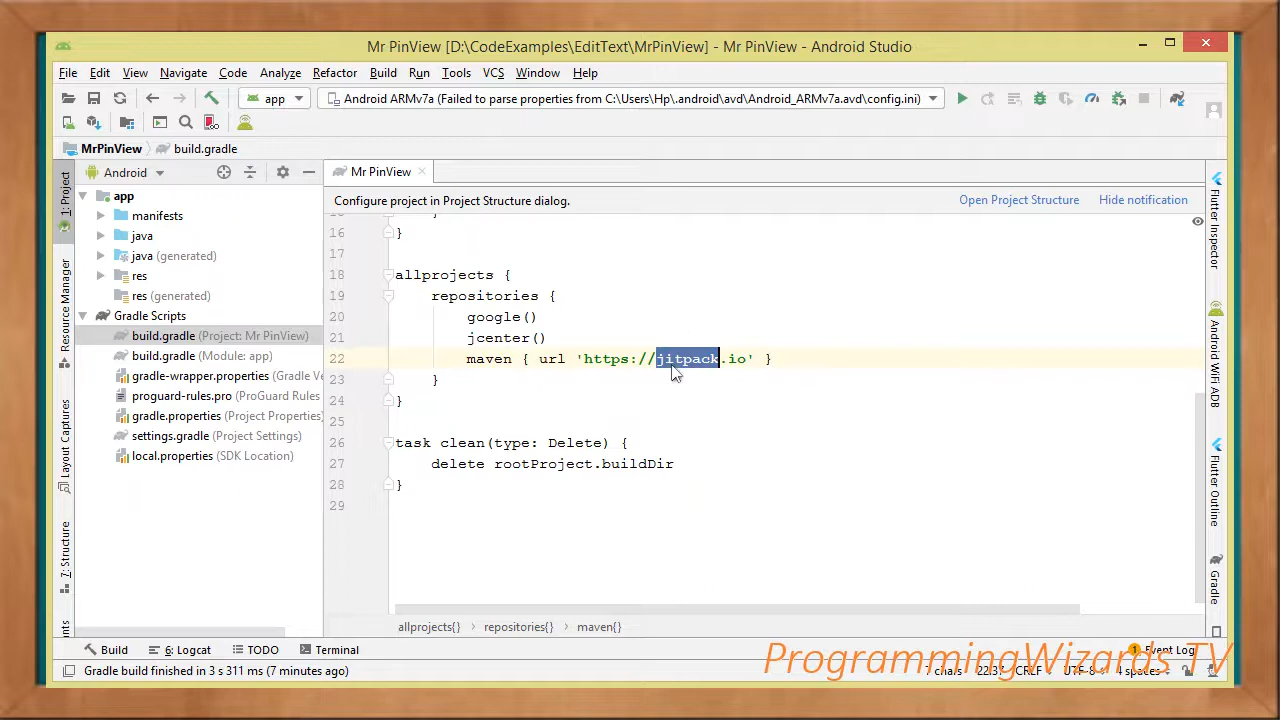 Mr PinView [D:\CodeExamples\EditText\MrPinView] - Mr PinView - Android Studio
File Edit View Navigate Code Analyze Refactor Build Run Tools VCS Window Help
app Android ARMv7a (Failed to parse properties from C:\Users\Hp\.android\avd\Android_ARMv7a.avd\config.ini)
MrPinView build.gradle
Android
Mr PinView
Configure project in Project Structure dialog. Open Project Structure Hide notification
app
manifests
java
java (generated)
res
res (generated)
Gradle Scripts
build.gradle (Project: Mr PinView)
build.gradle (Module: app)
gradle-wrapper.properties
proguard-rules.pro (ProGuard Rules
gradle.properties (Project Properties)
settings.gradle (Project Settings)
local.properties (SDK Location)
1: Project
Resource Manager
Layout Captures
7: Structure
16 }
17
18 allprojects {
19 repositories {
20 google()
21 jcenter()
22 maven { url 'https://jitpack.io' }
23 }
24 }
25
26 task clean(type: Delete) {
27 delete rootProject.buildDir
28 }
29
allprojects{} repositories{} maven{}
Flutter Inspector
Android WiFi ADB
Flutter Outline
Gradle
Build 6: Logcat TODO Terminal 1 Event Log
Gradle build finished in 3 s 311 ms (7 minutes ago) 7 chars 22:37 CRLF UTF-8 4 spaces
ProgrammingWizards TV